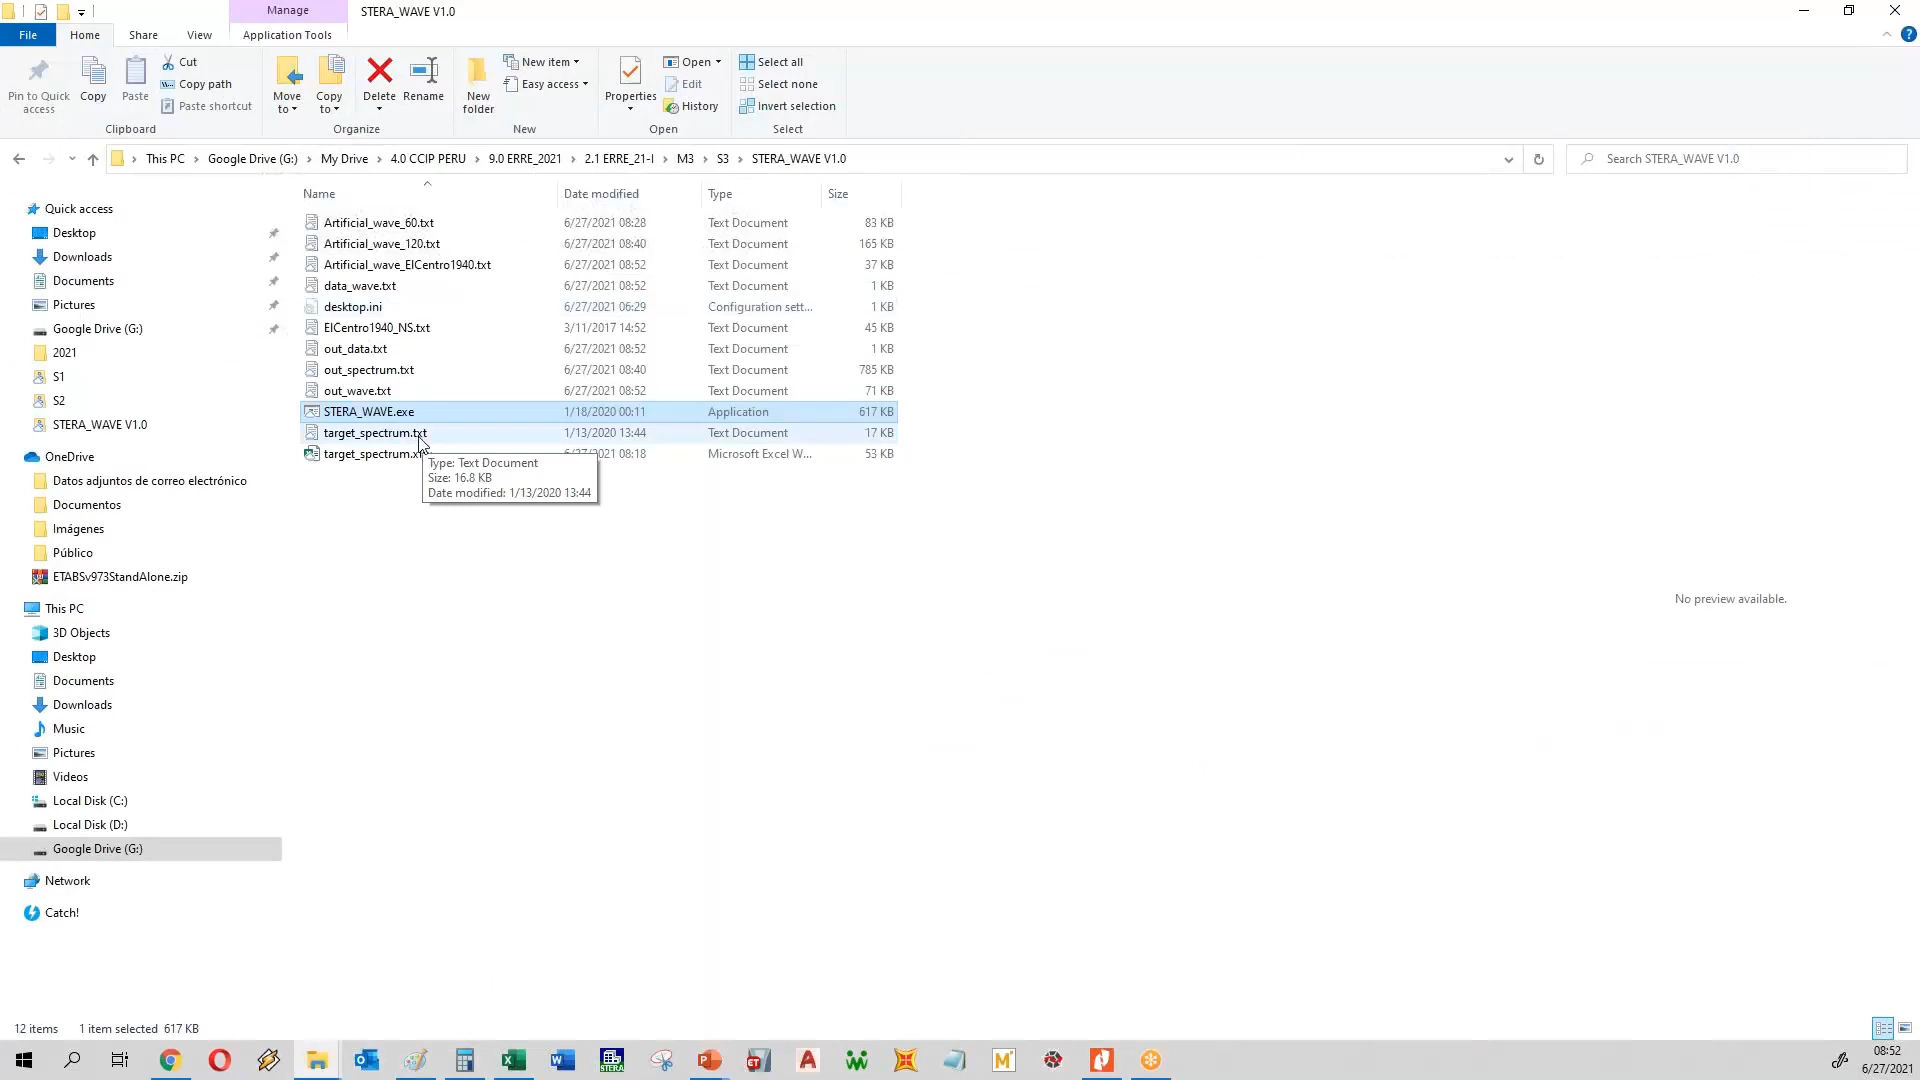 Manage
STERA_WAVE V1.0
File
Home
Share
View
Application Tools
Pin to Quick access
Copy
Paste
Cut
Copy path
Paste shortcut
Clipboard
Move to
Copy to
Delete
Rename
Organize
New folder
New item
Easy access
New
Properties
Open
Edit
History
Open
Select all
Select none
Invert selection
Select
This PC > Google Drive (G:) > My Drive > 4.0 CCIP PERU > 9.0 ERRE_2021 > 2.1 ERRE_21-I > M3 > S3 > STERA_WAVE V1.0
Search STERA_WAVE V1.0
Quick access
Desktop
Downloads
Documents
Pictures
Google Drive (G:)
2021
S1
S2
STERA_WAVE V1.0
OneDrive
Datos adjuntos de correo electrónico
Documentos
Imágenes
Público
ETABSv973StandAlone.zip
This PC
3D Objects
Desktop
Documents
Downloads
Music
Pictures
Videos
Local Disk (C:)
Local Disk (D:)
Google Drive (G:)
Network
Catch!
Name Date modified Type Size
Artificial_wave_60.txt 6/27/2021 08:28 Text Document 83 KB
Artificial_wave_120.txt 6/27/2021 08:40 Text Document 165 KB
Artificial_wave_ElCentro1940.txt 6/27/2021 08:52 Text Document 37 KB
data_wave.txt 6/27/2021 08:52 Text Document 1 KB
desktop.ini 6/27/2021 06:29 Configuration sett... 1 KB
ElCentro1940_NS.txt 3/11/2017 14:52 Text Document 45 KB
out_data.txt 6/27/2021 08:52 Text Document 1 KB
out_spectrum.txt 6/27/2021 08:40 Text Document 785 KB
out_wave.txt 6/27/2021 08:52 Text Document 71 KB
STERA_WAVE.exe 1/18/2020 00:11 Application 617 KB
target_spectrum.txt 1/13/2020 13:44 Text Document 17 KB
target_spectrum. 6/27/2021 08:18 Microsoft Excel W... 53 KB
Type: Text Document
Size: 16.8 KB
Date modified: 1/13/2020 13:44
No preview available.
12 items 1 item selected 617 KB
STERA
08:52
6/27/2021